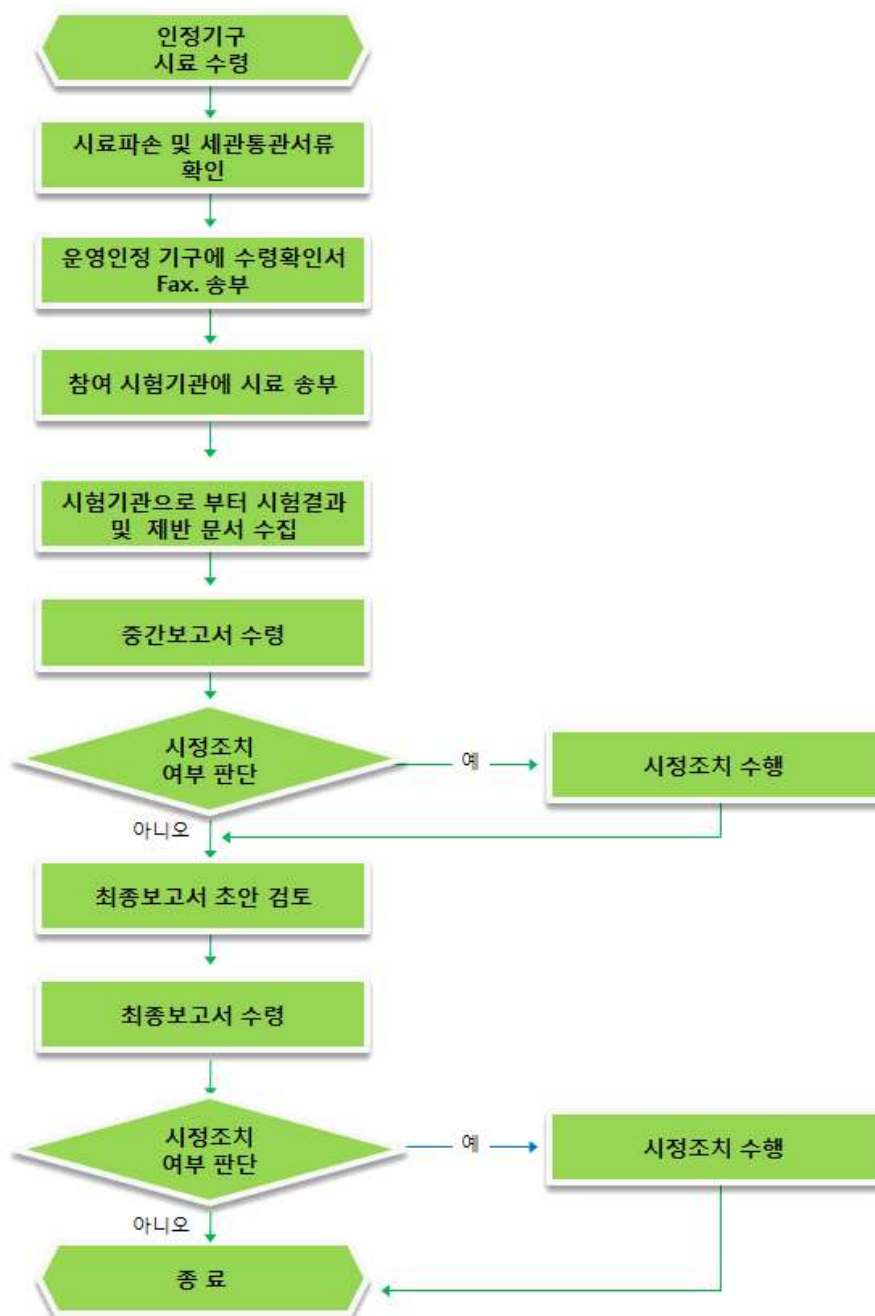 인정기구
시료 수령
시료파손 및 세관통관서류
확인
운영인정 기구에 수령확인서
Fax. 송부
참여 시험기관에 시료 송부
시험기관으로 부터 시험결과
및 제반 문서 수집
중간보고서 수령
시정조치
여부 판단
예
시정조치 수행
아니오
최종보고서 초안 검토
최종보고서 수령
시정조치
여부 판단
예
시정조치 수행
아니오
종 료